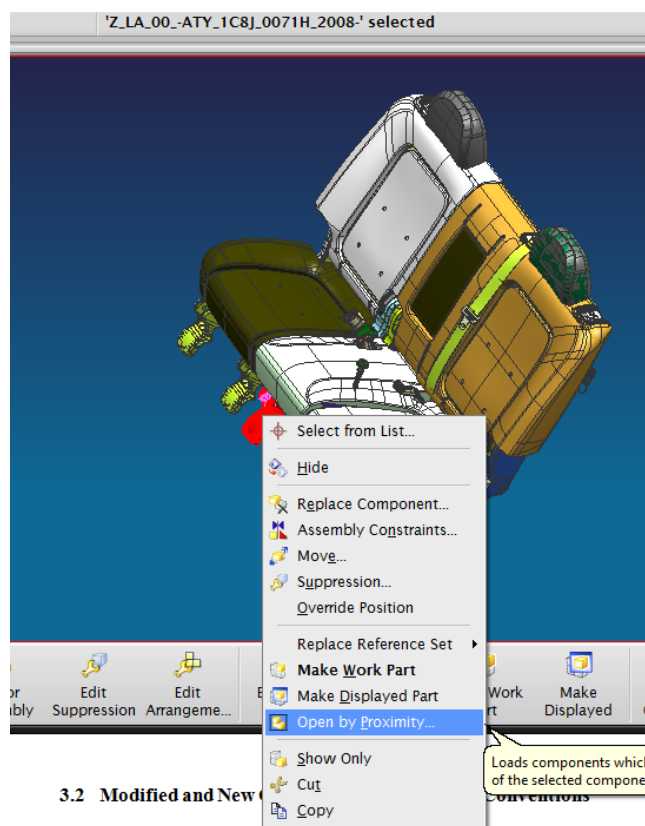 'Z_LA_00_-ATY_1C8J_0071H_2008-' selected
Select from List...
Hide
Replace Component...
Assembly Constraints...
Move...
Suppression...
Override Position
Replace Reference Set
Make Work Part
Make Displayed Part
Open by Proximity...
Show Only
Cut
Copy
Edit Suppression
Edit Arrangeme...
Work
Make Displayed
Loads components whic
of the selected compone
3.2 Modified and New
Conventions